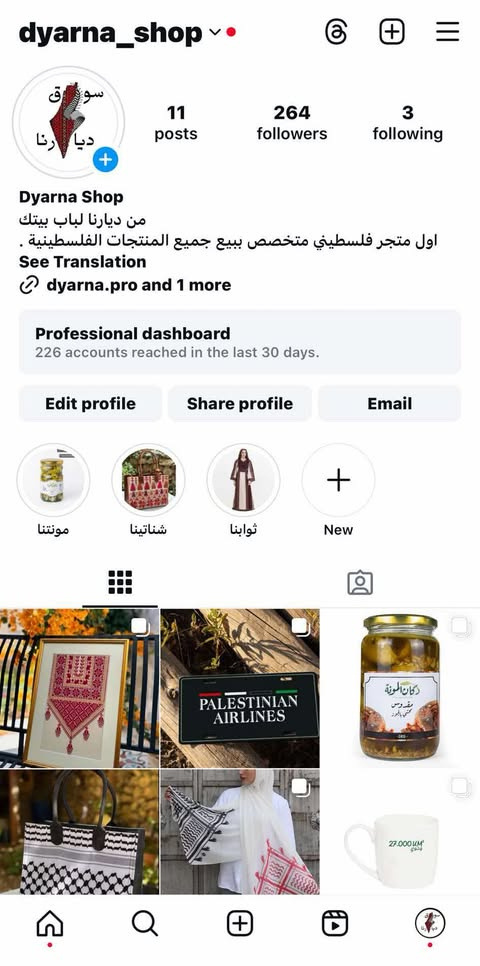 dyarna_shop
سوق
ديارنا
11
264
3
posts
followers
following
Dyarna Shop
من ديارنا لباب بيتك
اول متجر فلسطيني متخصص ببيع جميع المنتجات الفلسطينية .
See Translation
dyarna.pro and 1 more
Professional dashboard
226 accounts reached in the last 30 days.
Edit profile
Share profile
Email
مونتنا
شناتينا
ثوابنا
New
PALESTINIAN
AIRLINES
دكان المونة
مقدوس
27.000 KM²